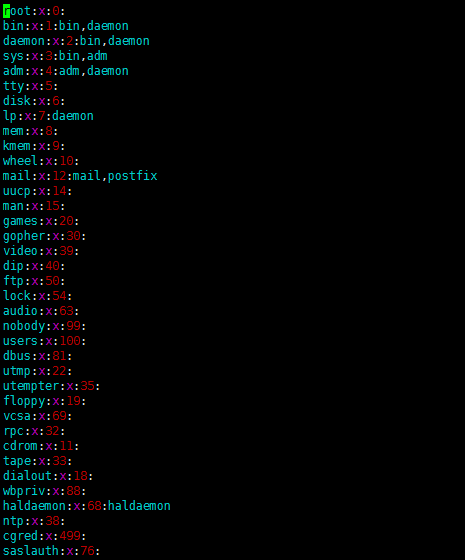 root:x:0:
bin:x:1:bin,daemon
daemon:x:2:bin,daemon
sys:x:3:bin,adm
adm:x:4:adm,daemon
tty:x:5:
disk:x:6:
lp:x:7:daemon
mem:x:8:
kmem:x:9:
wheel:x:10:
mail:x:12:mail,postfix
uucp:x:14:
man:x:15:
games:x:20:
gopher:x:30:
video:x:39:
dip:x:40:
ftp:x:50:
lock:x:54:
audio:x:63:
nobody:x:99:
users:x:100:
dbus:x:81:
utmp:x:22:
utempter:x:35:
floppy:x:19:
vcsa:x:69:
rpc:x:32:
cdrom:x:11:
tape:x:33:
dialout:x:18:
wbpriv:x:88:
haldaemon:x:68:haldaemon
ntp:x:38:
cgred:x:499:
saslauth:x:76: